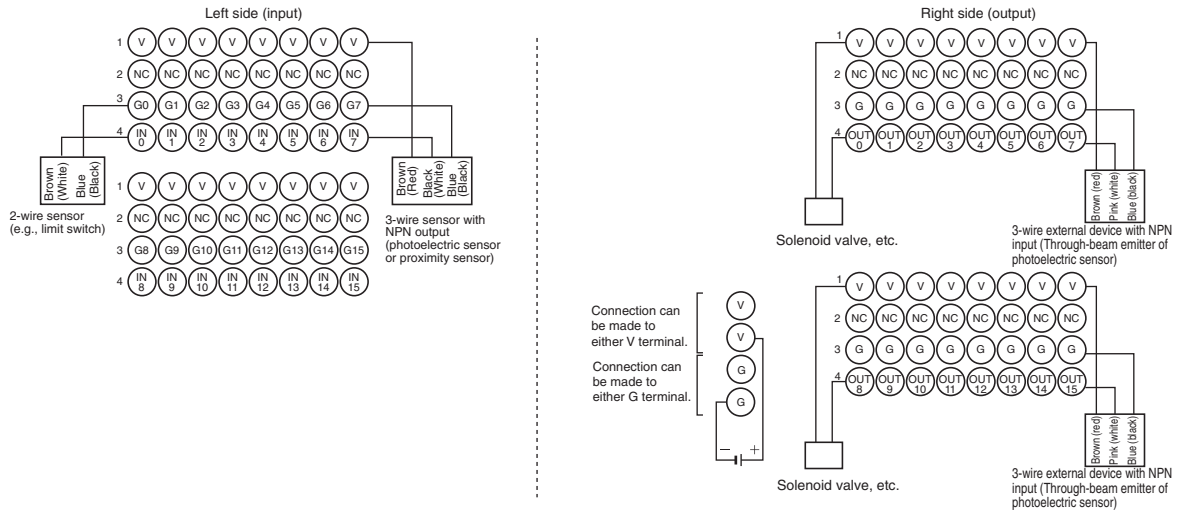 Left side (input)
1 V V V V V V V V
2 NC NC NC NC NC NC NC NC
3 G0 G1 G2 G3 G4 G5 G6 G7
4 IN 0 IN 1 IN 2 IN 3 IN 4 IN 5 IN 6 IN 7
Brown (White)
Blue (Black)
2-wire sensor
(e.g., limit switch)
Brown (Red)
Black (White)
Blue (Black)
3-wire sensor with
NPN output
(photoelectric sensor
or proximity sensor)
1 V V V V V V V V
2 NC NC NC NC NC NC NC NC
3 G8 G9 G10 G11 G12 G13 G14 G15
4 IN 8 IN 9 IN 10 IN 11 IN 12 IN 13 IN 14 IN 15
Right side (output)
1 V V V V V V V V
2 NC NC NC NC NC NC NC NC
3 G G G G G G G G
4 OUT 0 OUT 1 OUT 2 OUT 3 OUT 4 OUT 5 OUT 6 OUT 7
Solenoid valve, etc.
Brown (red)
Pink (white)
Blue (black)
3-wire external device with NPN
input (Through-beam emitter of
photoelectric sensor)
Connection can
be made to
either V terminal.
Connection can
be made to
either G terminal.
V
V
G
G
− +
1 V V V V V V V V
2 NC NC NC NC NC NC NC NC
3 G G G G G G G G
4 OUT 8 OUT 9 OUT 10 OUT 11 OUT 12 OUT 13 OUT 14 OUT 15
Solenoid valve, etc.
Brown (red)
Pink (white)
Blue (black)
3-wire external device with NPN
input (Through-beam emitter of
photoelectric sensor)